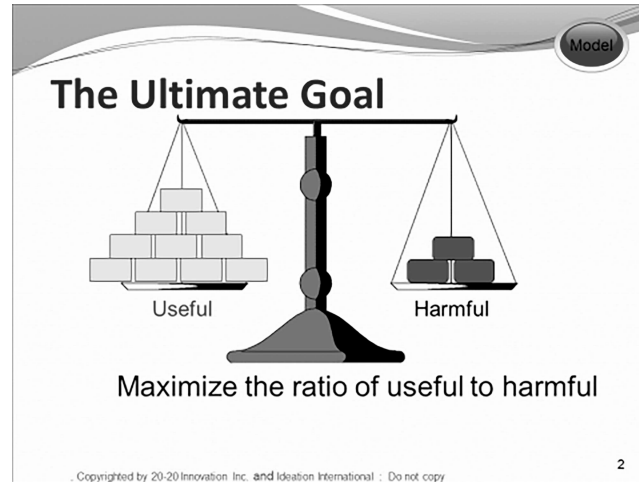 Model
The Ultimate Goal
Useful
Harmful
Maximize the ratio of useful to harmful
2
. Copyrighted by 20-20 Innovation Inc. and Ideation International ; Do not copy